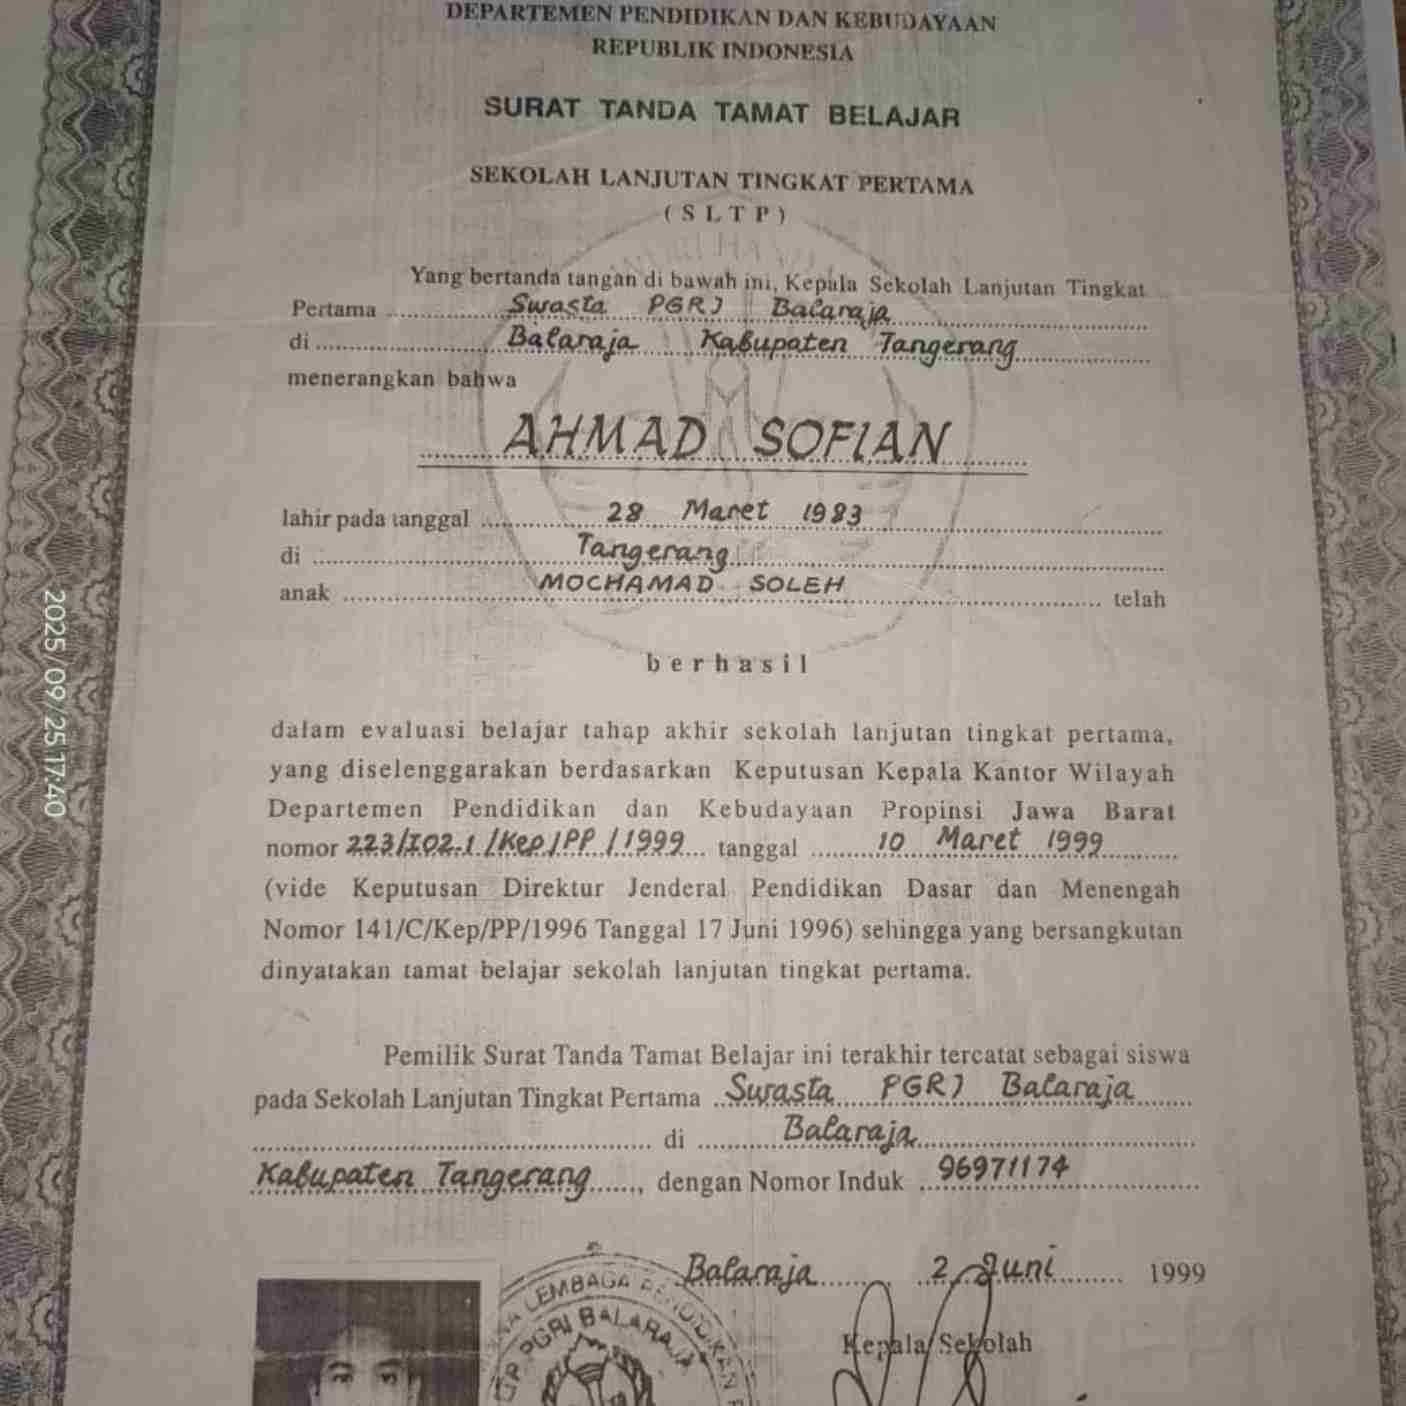 DEPARTEMEN PENDIDIKAN DAN KEBUDAYAAN
REPUBLIK INDONESIA
SURAT TANDA TAMAT BELAJAR
SEKOLAH LANJUTAN TINGKAT PERTAMA
( S L T P )
Yang bertanda tangan di bawah ini, Kepala Sekolah Lanjutan Tingkat
Pertama Swasta PGRI Balaraja
di Balaraja Kabupaten Tangerang
menerangkan bahwa
AHMAD SOFIAN
lahir pada tanggal 28 Maret 1983
di Tangerang
anak MOCHAMAD SOLEH telah
berhasil
dalam evaluasi belajar tahap akhir sekolah lanjutan tingkat pertama,
yang diselenggarakan berdasarkan Keputusan Kepala Kantor Wilayah
Departemen Pendidikan dan Kebudayaan Propinsi Jawa Barat
nomor 223/I02.1/Kep/PP/1999 tanggal 10 Maret 1999
(vide Keputusan Direktur Jenderal Pendidikan Dasar dan Menengah
Nomor 141/C/Kep/PP/1996 Tanggal 17 Juni 1996) sehingga yang bersangkutan
dinyatakan tamat belajar sekolah lanjutan tingkat pertama.
Pemilik Surat Tanda Tamat Belajar ini terakhir tercatat sebagai siswa
pada Sekolah Lanjutan Tingkat Pertama Swasta PGRI Balaraja
di Balaraja
Kabupaten Tangerang, dengan Nomor Induk 96971174
Balaraja 2 Juni 1999
Kepala Sekolah
LEMBAGA PENDIDIKAN
PGRI BALARAJA
2025/09/25 17:40